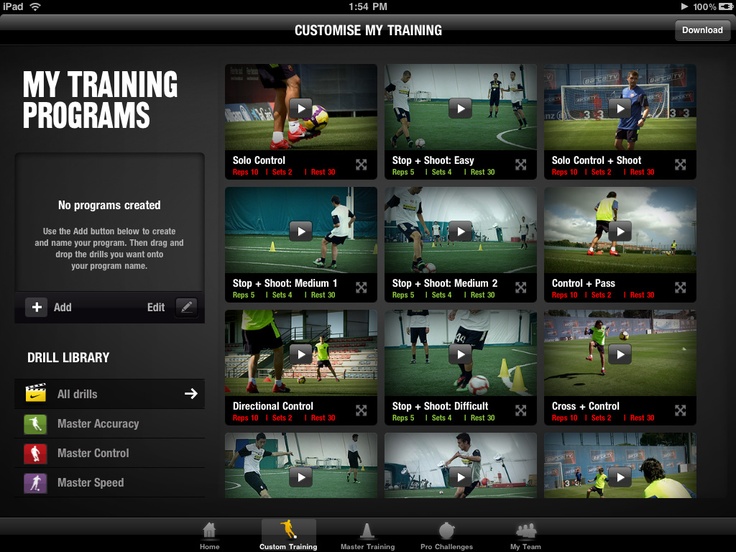 iPad
1:54 PM
100%
CUSTOMISE MY TRAINING
Download
MY TRAINING
PROGRAMS
No programs created
Use the Add button below to create
and name your program. Then drag and
drop the drills you want onto
your program name.
Add
Edit
DRILL LIBRARY
All drills
Master Accuracy
Master Control
Master Speed
Solo Control
Reps 10 | Sets 2 | Rest 30
Stop + Shoot: Easy
Reps 5 | Sets 4 | Rest 30
Solo Control + Shoot
Reps 10 | Sets 2 | Rest 30
Stop + Shoot: Medium 1
Reps 5 | Sets 4 | Rest 30
Stop + Shoot: Medium 2
Reps 5 | Sets 4 | Rest 30
Control + Pass
Reps 10 | Sets 2 | Rest 30
Directional Control
Reps 10 | Sets 2 | Rest 30
Stop + Shoot: Difficult
Reps 5 | Sets 4 | Rest 30
Cross + Control
Reps 10 | Sets 2 | Rest 30
Home
Custom Training
Master Training
Pro Challenges
My Team